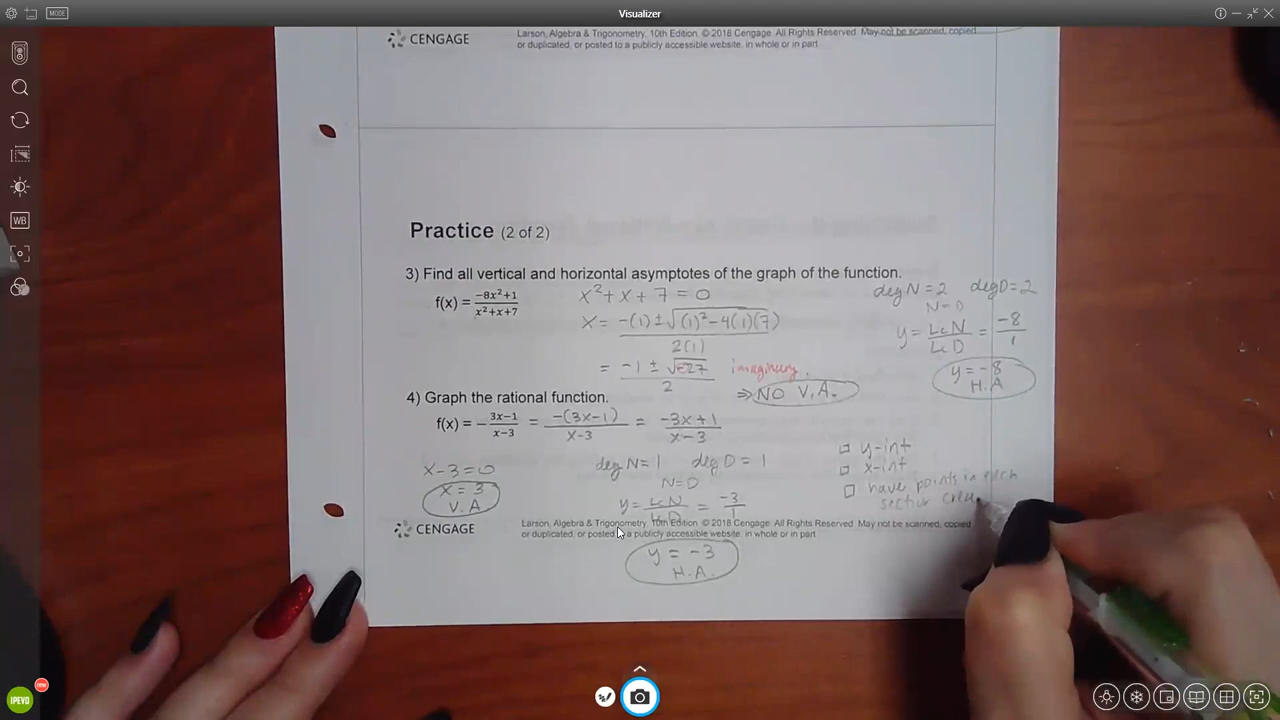 MODE
Visualizer
CENGAGE
Larson, Algebra & Trigonometry, 10th Edition. © 2018 Cengage. All Rights Reserved. May not be scanned, copied
or duplicated, or posted to a publicly accessible website, in whole or in part
Practice (2 of 2)
3) Find all vertical and horizontal asymptotes of the graph of the function.
f(x) = (-8x²+1)/(x²+x+7)
x²+x+7=0
x = (-(1) ± √((1)²-4(1)(7)))/(2(1))
= (-1 ± √-27)/2 imaginary.
⇒ NO V.A.
deg N = 2 deg D = 2
N=D
y = LcN/LcD = -8/1
y = -8
H.A
4) Graph the rational function.
f(x) = -(3x-1)/(x-3) = -(3x-1)/(x-3) = (-3x+1)/(x-3)
x-3=0
x = 3
V.A
deg N = 1 deg D = 1
N=D
y = LcN/LcD = -3/1
y = -3
H.A.
□ y-int
□ x-int
□ have points in each
section crea
CENGAGE
Larson, Algebra & Trigonometry, 10th Edition. © 2018 Cengage. All Rights Reserved. May not be scanned, copied
or duplicated, or posted to a publicly accessible website, in whole or in part
WB
IPEVO
new